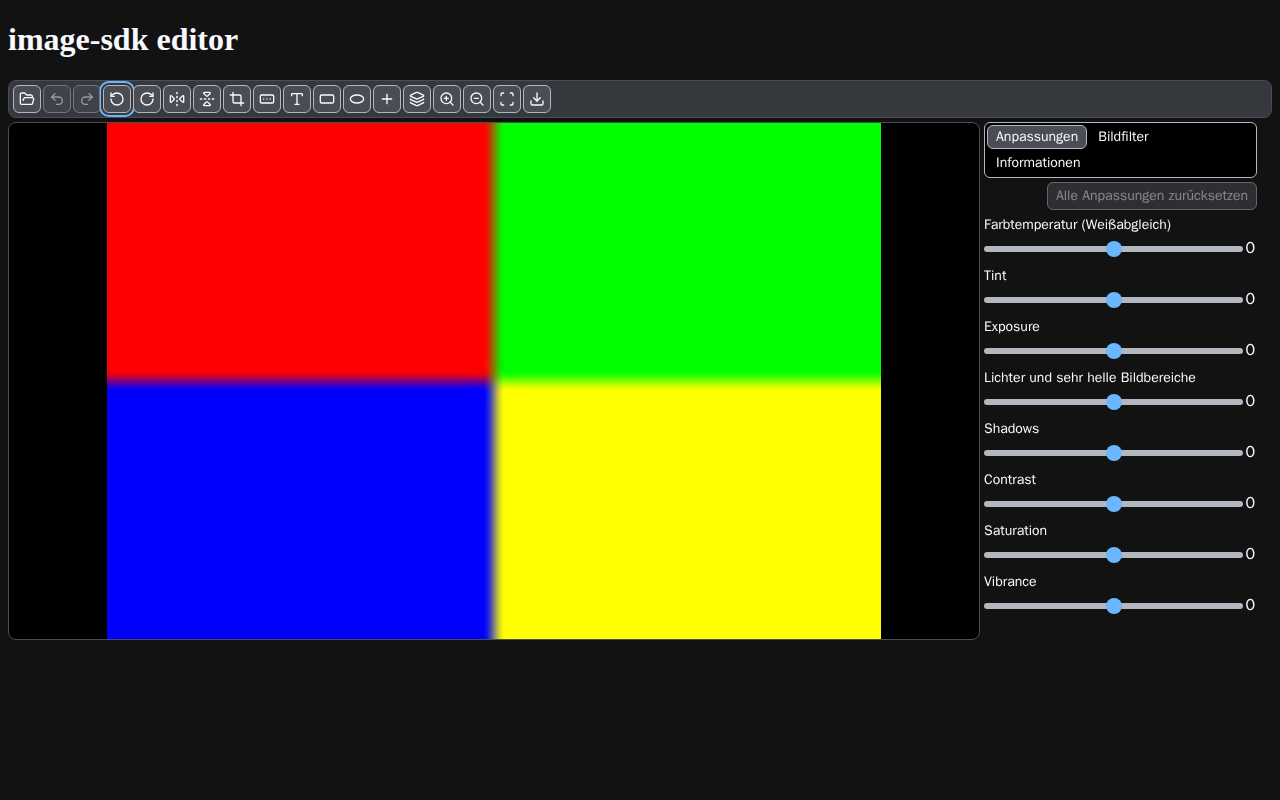 image-sdk editor
Anpassungen Bildfilter
Informationen
Alle Anpassungen zurücksetzen
Farbtemperatur (Weißabgleich)
0
Tint
0
Exposure
0
Lichter und sehr helle Bildbereiche
0
Shadows
0
Contrast
0
Saturation
0
Vibrance
0